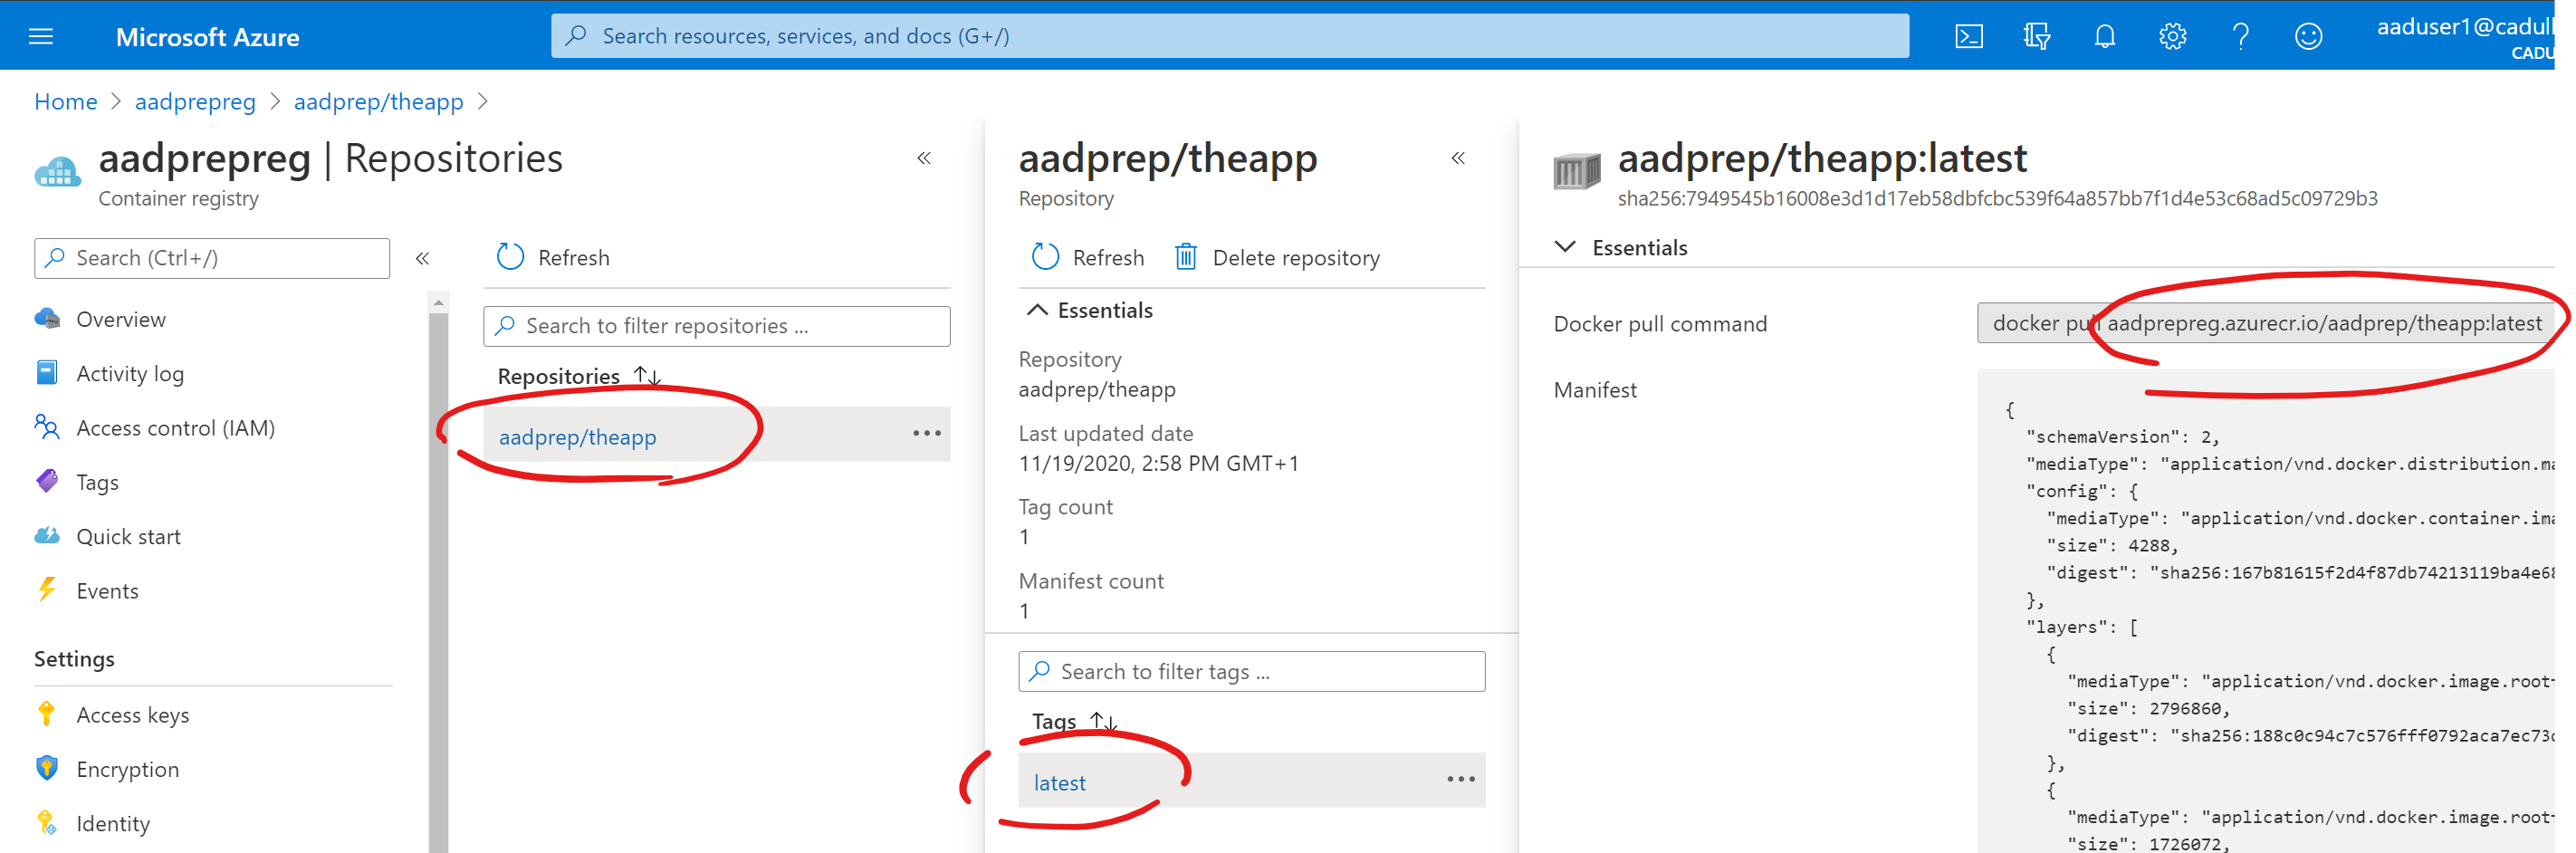 Microsoft Azure
Search resources, services, and docs (G+/)
aaduser1@cadull
CADU
Home > aadprepreg > aadprep/theapp >
aadprepreg | Repositories
Container registry
Search (Ctrl+/)
Overview
Activity log
Access control (IAM)
Tags
Quick start
Events
Settings
Access keys
Encryption
Identity
Refresh
Search to filter repositories ...
Repositories
aadprep/theapp
aadprep/theapp
Repository
Refresh
Delete repository
Essentials
Repository
aadprep/theapp
Last updated date
11/19/2020, 2:58 PM GMT+1
Tag count
1
Manifest count
1
Search to filter tags ...
Tags
latest
aadprep/theapp:latest
sha256:7949545b16008e3d1d17eb58dbfcbc539f64a857bb7f1d4e53c68ad5c09729b3
Essentials
Docker pull command
docker pull aadprepreg.azurecr.io/aadprep/theapp:latest
Manifest
{
"schemaVersion": 2,
"mediaType": "application/vnd.docker.distribution.ma
"config": {
"mediaType": "application/vnd.docker.container.ima
"size": 4288,
"digest": "sha256:167b81615f2d4f87db74213119ba4e68
},
"layers": [
{
"mediaType": "application/vnd.docker.image.root
"size": 2796860,
"digest": "sha256:188c0c94c7c576fff0792aca7ec73d
},
{
"mediaType": "application/vnd.docker.image.root
"size": 1726072,